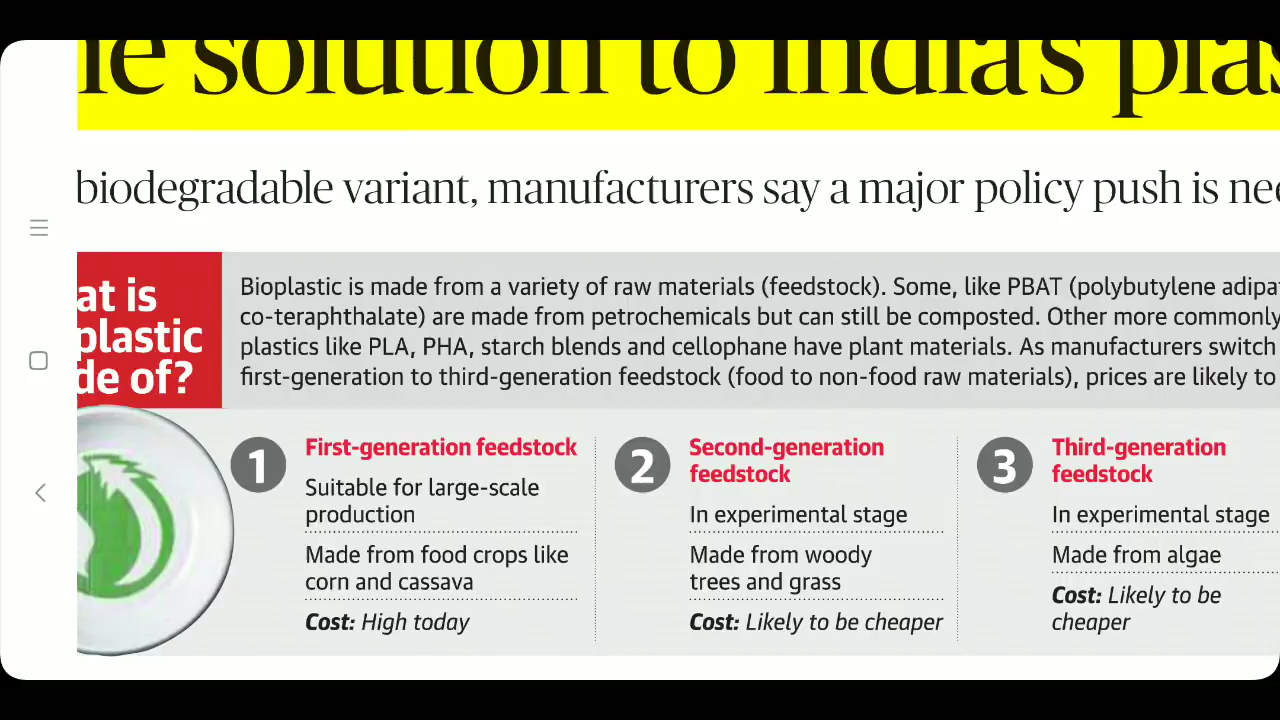 he solution to India's plas
biodegradable variant, manufacturers say a major policy push is nee
at is
plastic
de of?
Bioplastic is made from a variety of raw materials (feedstock). Some, like PBAT (polybutylene adipat
co-teraphthalate) are made from petrochemicals but can still be composted. Other more commonly
plastics like PLA, PHA, starch blends and cellophane have plant materials. As manufacturers switch
first-generation to third-generation feedstock (food to non-food raw materials), prices are likely to
1 First-generation feedstock
Suitable for large-scale
production
Made from food crops like
corn and cassava
Cost: High today
2 Second-generation
feedstock
In experimental stage
Made from woody
trees and grass
Cost: Likely to be cheaper
3 Third-generation
feedstock
In experimental stage
Made from algae
Cost: Likely to be
cheaper